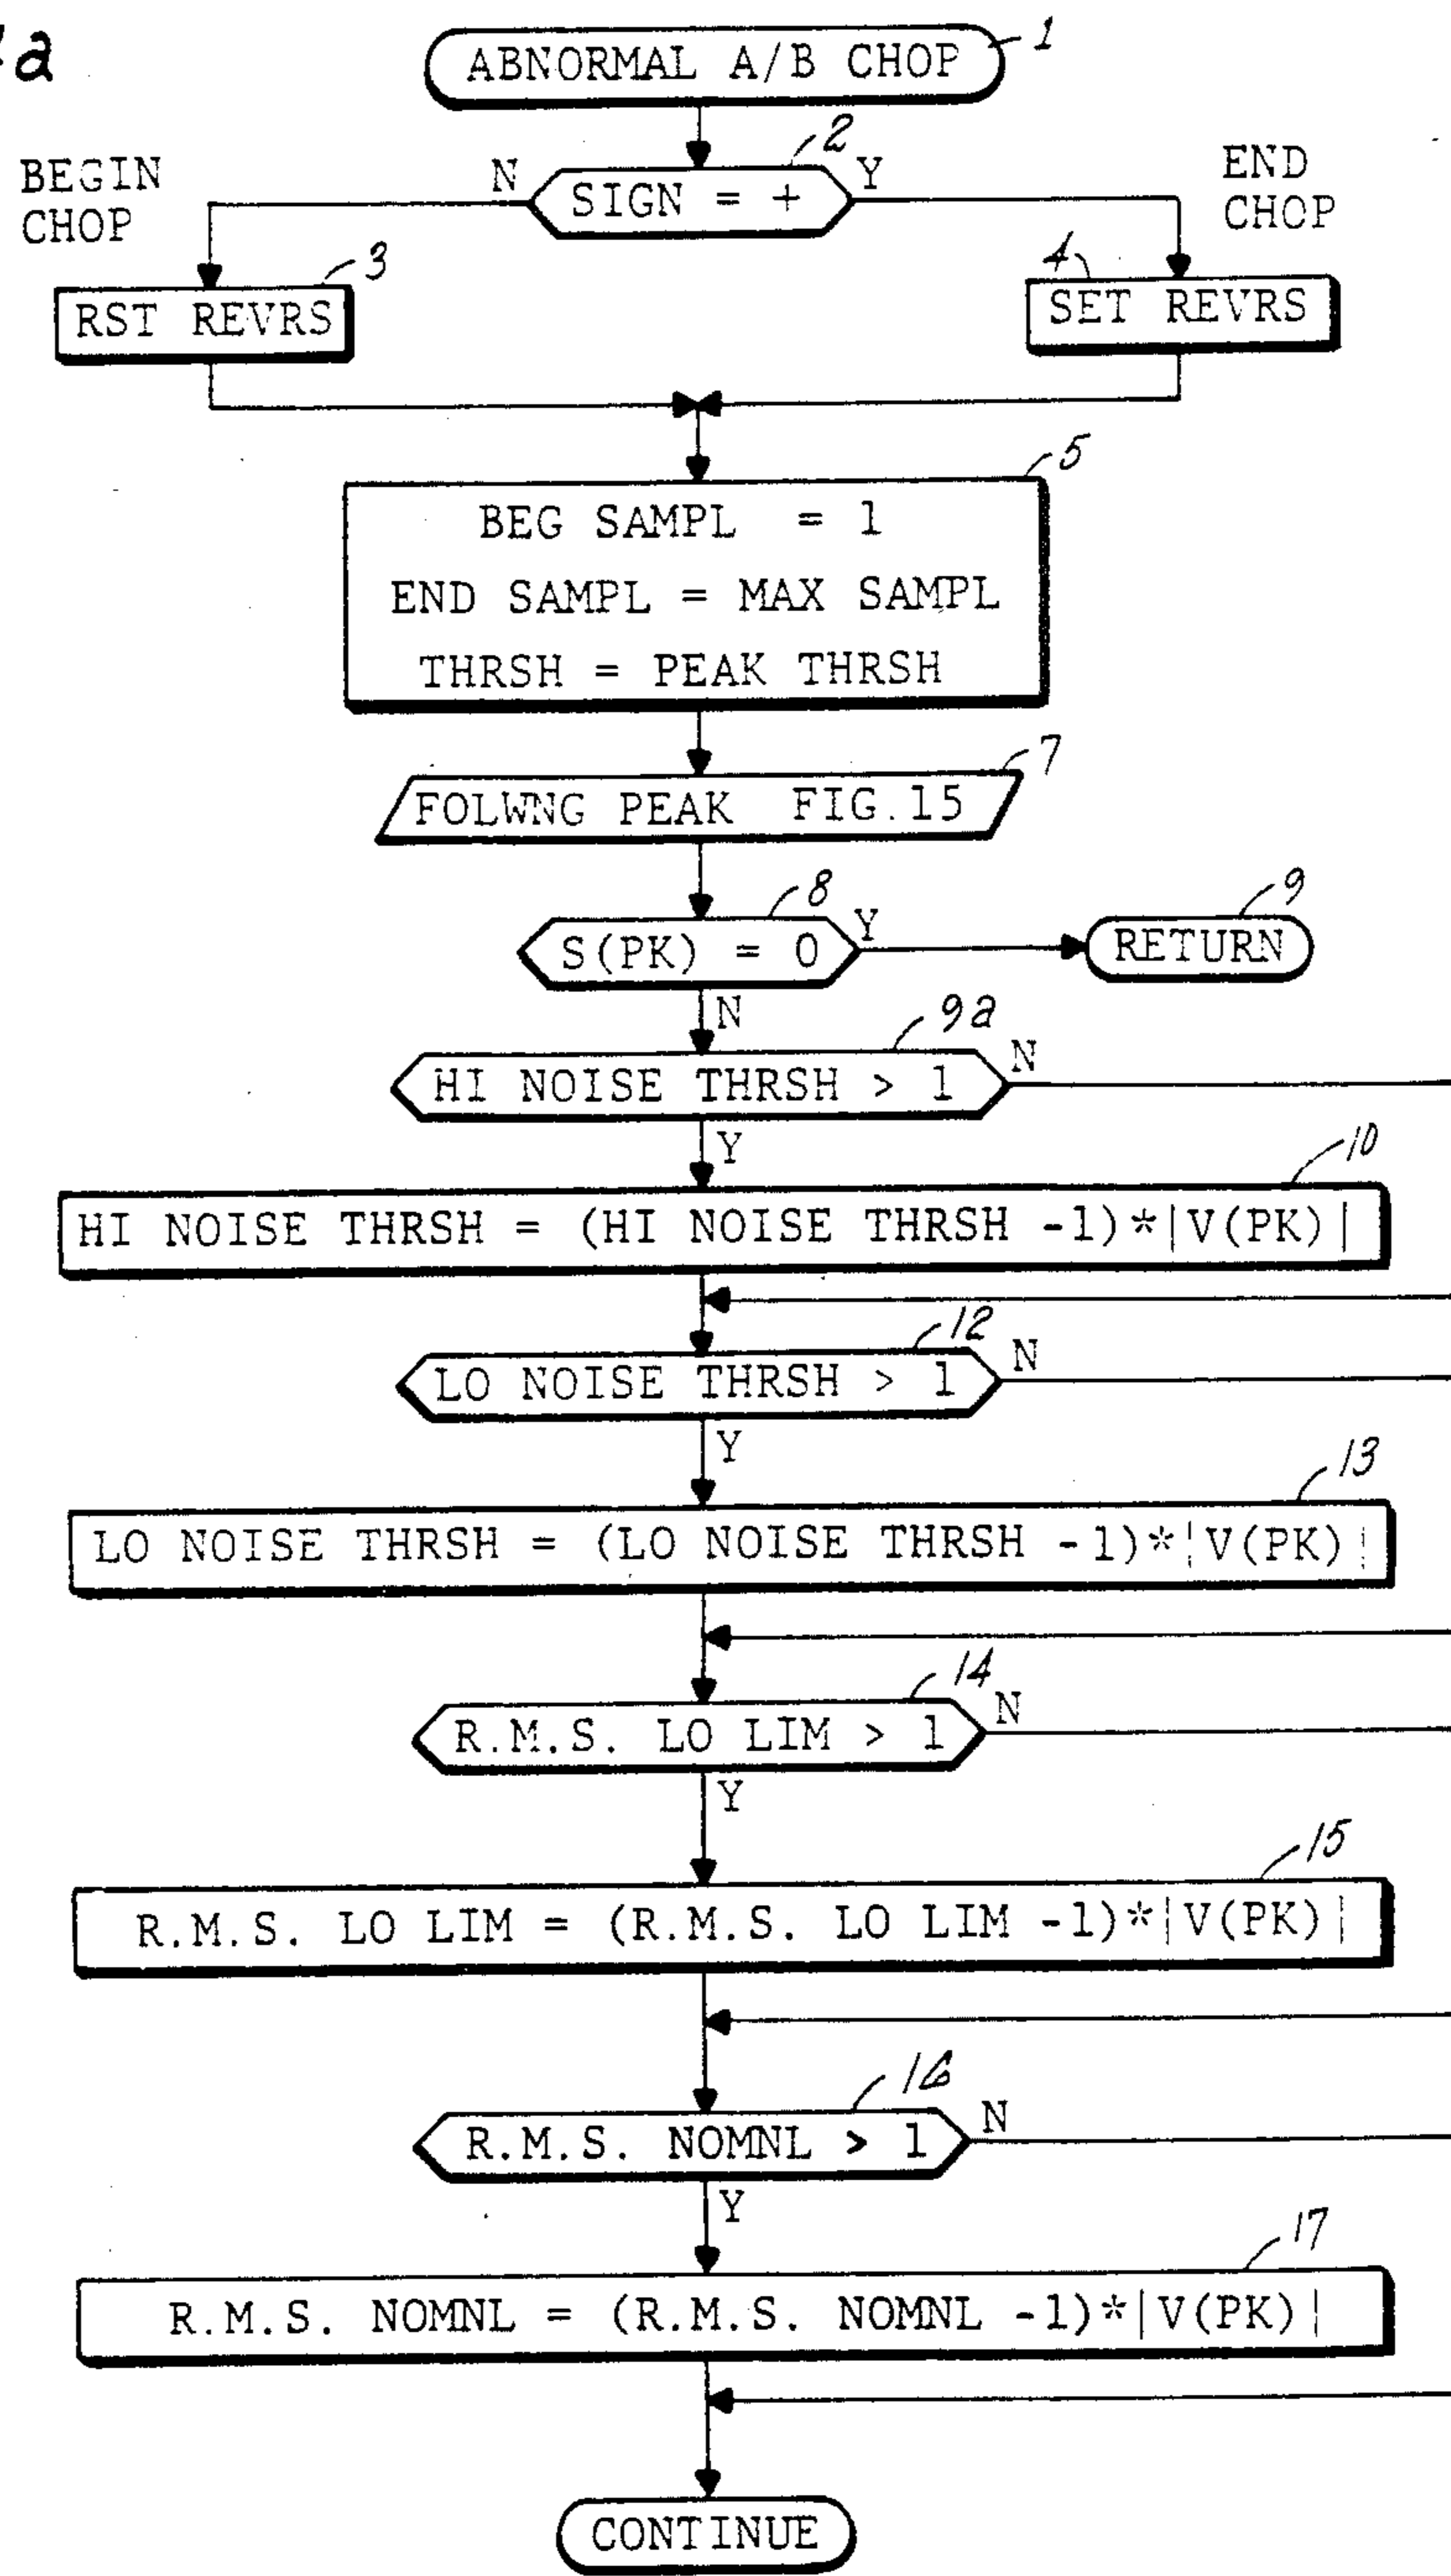 a
ABNORMAL A/B CHOP
1
2
BEGIN
CHOP
N
SIGN = +
Y
END
CHOP
3
RST REVRS
4
SET REVRS
5
BEG SAMPL = 1
END SAMPL = MAX SAMPL
THRSH = PEAK THRSH
7
FOLWNG PEAK FIG.15
8
S(PK) = 0
Y
9
RETURN
N
9a
HI NOISE THRSH > 1
N
Y
10
HI NOISE THRSH = (HI NOISE THRSH -1)*|V(PK)|
12
LO NOISE THRSH > 1
N
Y
13
LO NOISE THRSH = (LO NOISE THRSH -1)*|V(PK)|
14
R.M.S. LO LIM > 1
N
Y
15
R.M.S. LO LIM = (R.M.S. LO LIM -1)*|V(PK)|
16
R.M.S. NOMNL > 1
N
Y
17
R.M.S. NOMNL = (R.M.S. NOMNL -1)*|V(PK)|
CONTINUE